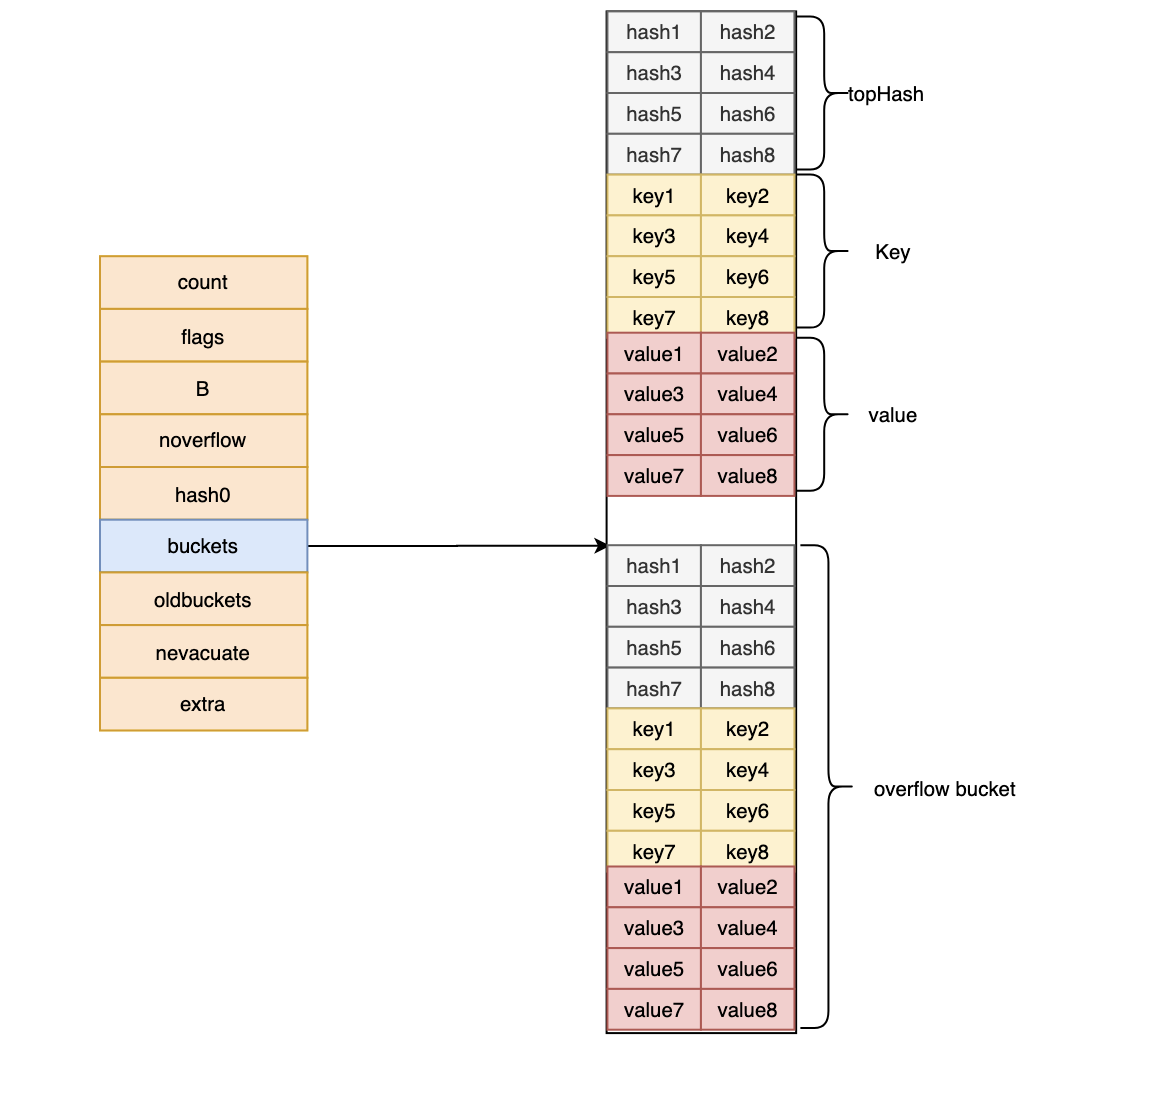 count
flags
B
noverflow
hash0
buckets
oldbuckets
nevacuate
extra
hash1 hash2
hash3 hash4
hash5 hash6
hash7 hash8
topHash
key1 key2
key3 key4
key5 key6
key7 key8
Key
value1 value2
value3 value4
value5 value6
value7 value8
value
hash1 hash2
hash3 hash4
hash5 hash6
hash7 hash8
key1 key2
key3 key4
key5 key6
key7 key8
value1 value2
value3 value4
value5 value6
value7 value8
overflow bucket